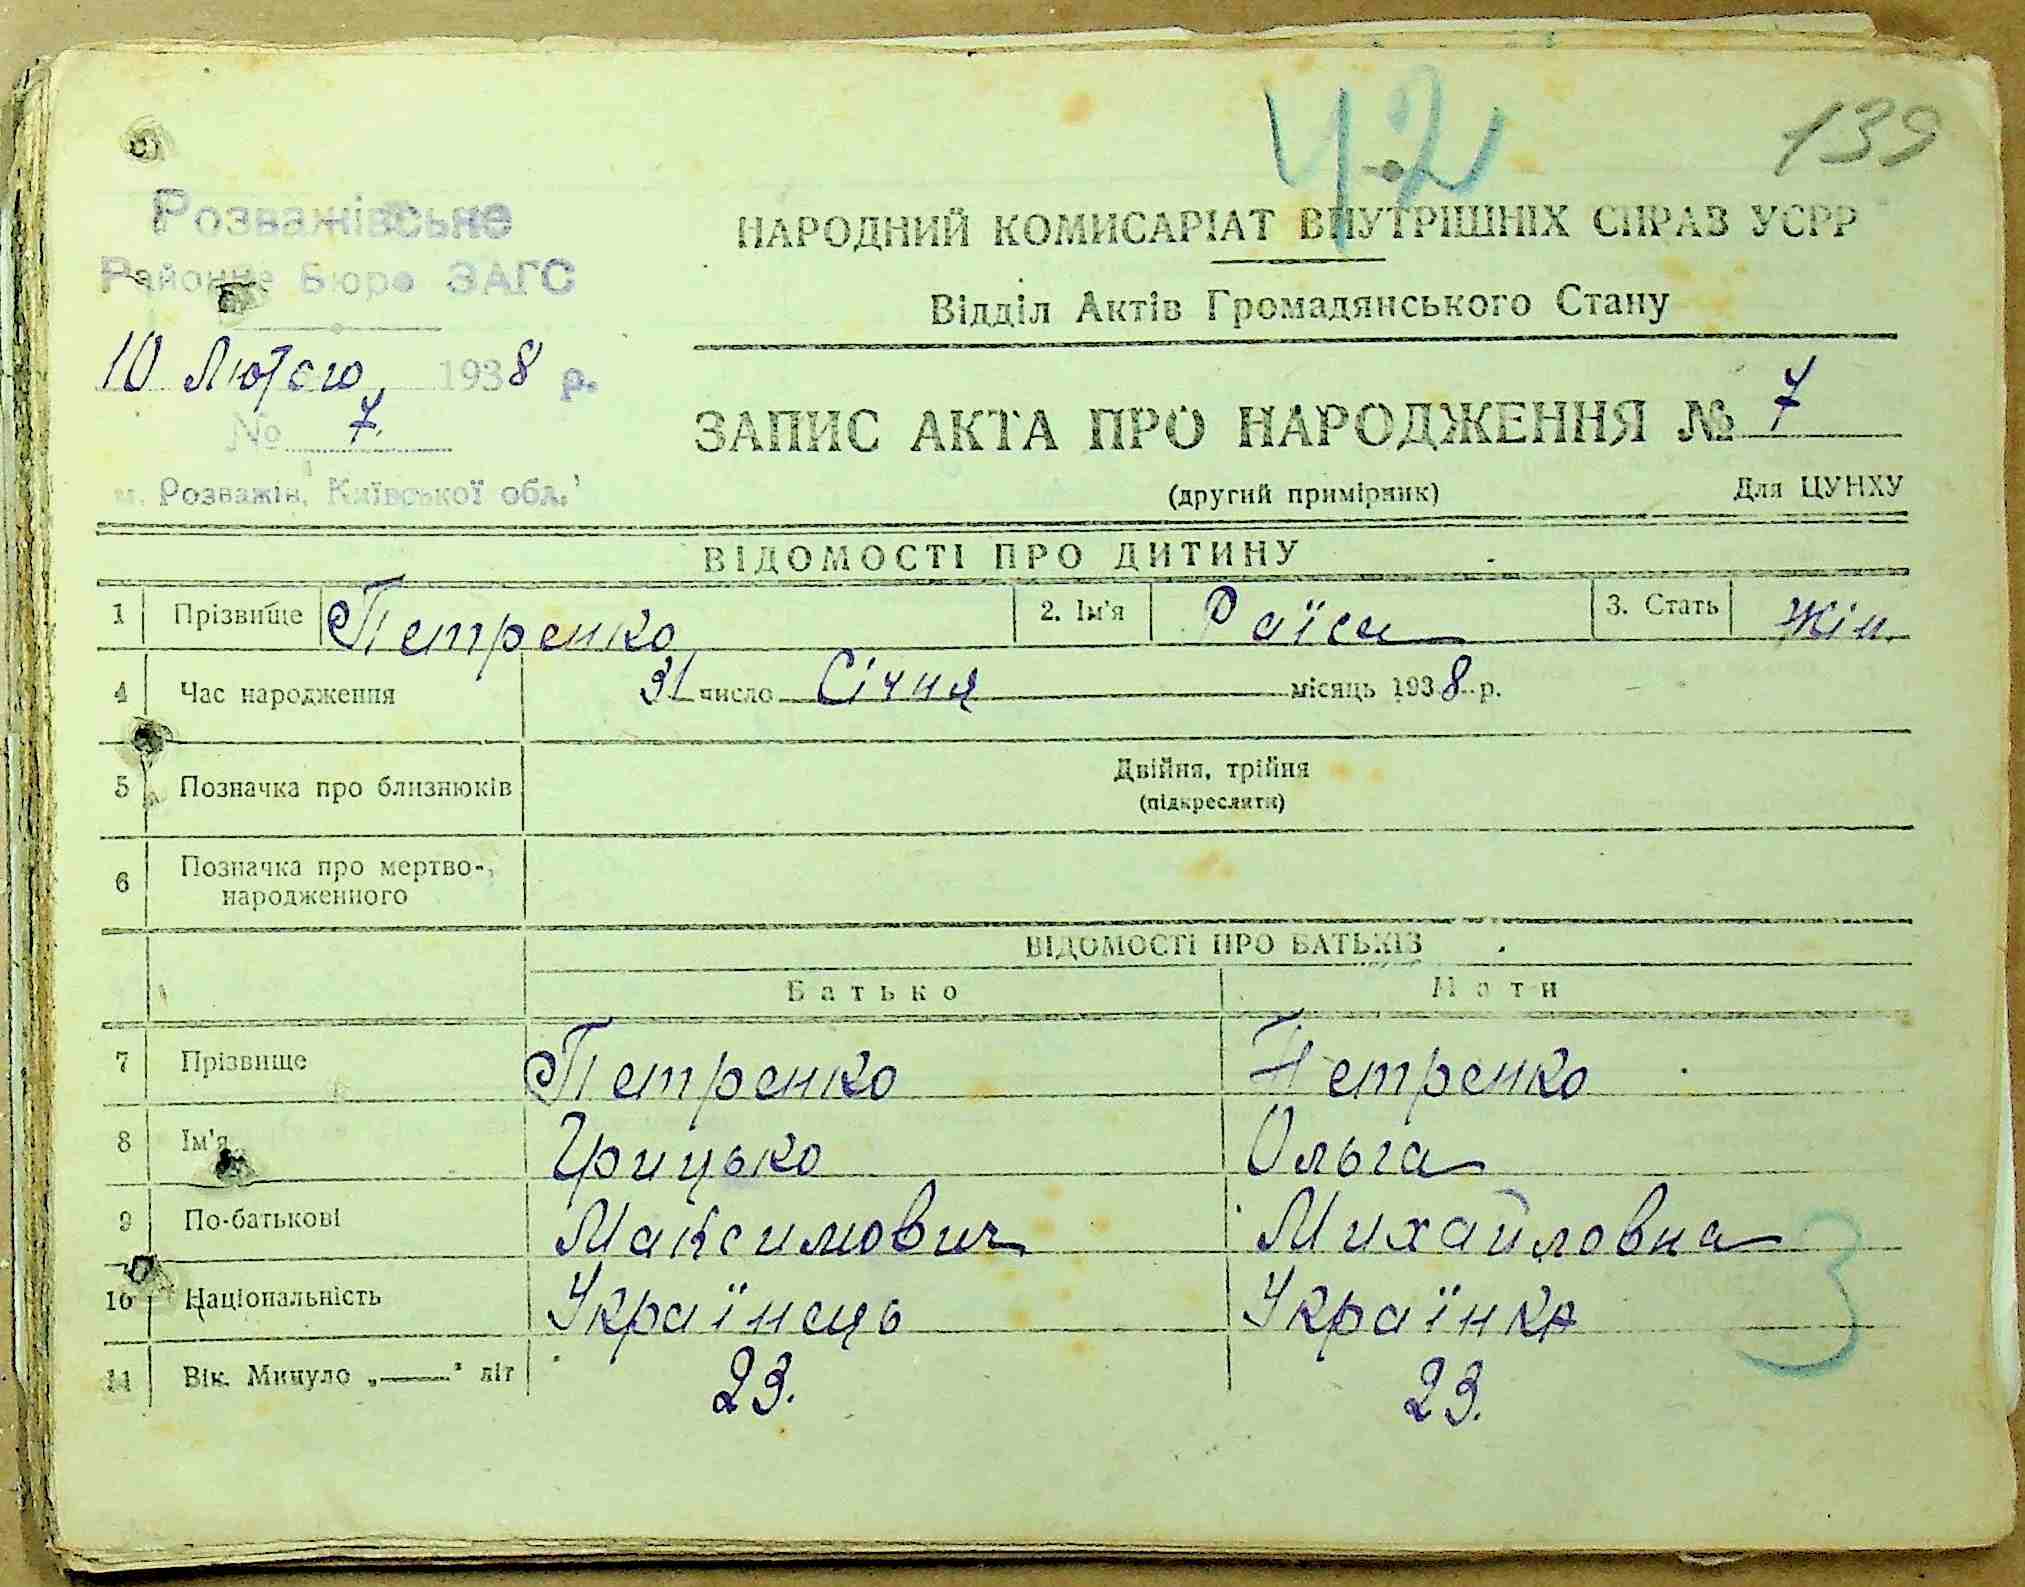 42
139
Розважівське
Районне Бюро ЗАГС
10 Лютого 1938 р.
№ 7.
м. Розважів, Київської обл.
НАРОДНИЙ КОМИСАРІАТ ВНУТРІШНІХ СПРАВ УСРР
Відділ Актів Громадянського Стану
ЗАПИС АКТА ПРО НАРОДЖЕННЯ № 7
(другий примірник) Для ЦУНХУ
ВІДОМОСТІ ПРО ДИТИНУ
1 Прізвище Петренко 2. Ім'я Раїса 3. Стать Жін.
4 Час народження 31 число Січня місяць 1938 р.
5 Позначка про близнюків Двійня, трійня
(підкреслити)
6 Позначка про мертво-
народженного
ВІДОМОСТІ ПРО БАТЬКІВ
Батько Мати
7 Прізвище Петренко Петренко
8 Ім'я Грицько Ольга
9 По-батькові Максимович Михайловна
10 Національність Українець Українка
11 Вік. Минуло „——" літ 23. 23.
3